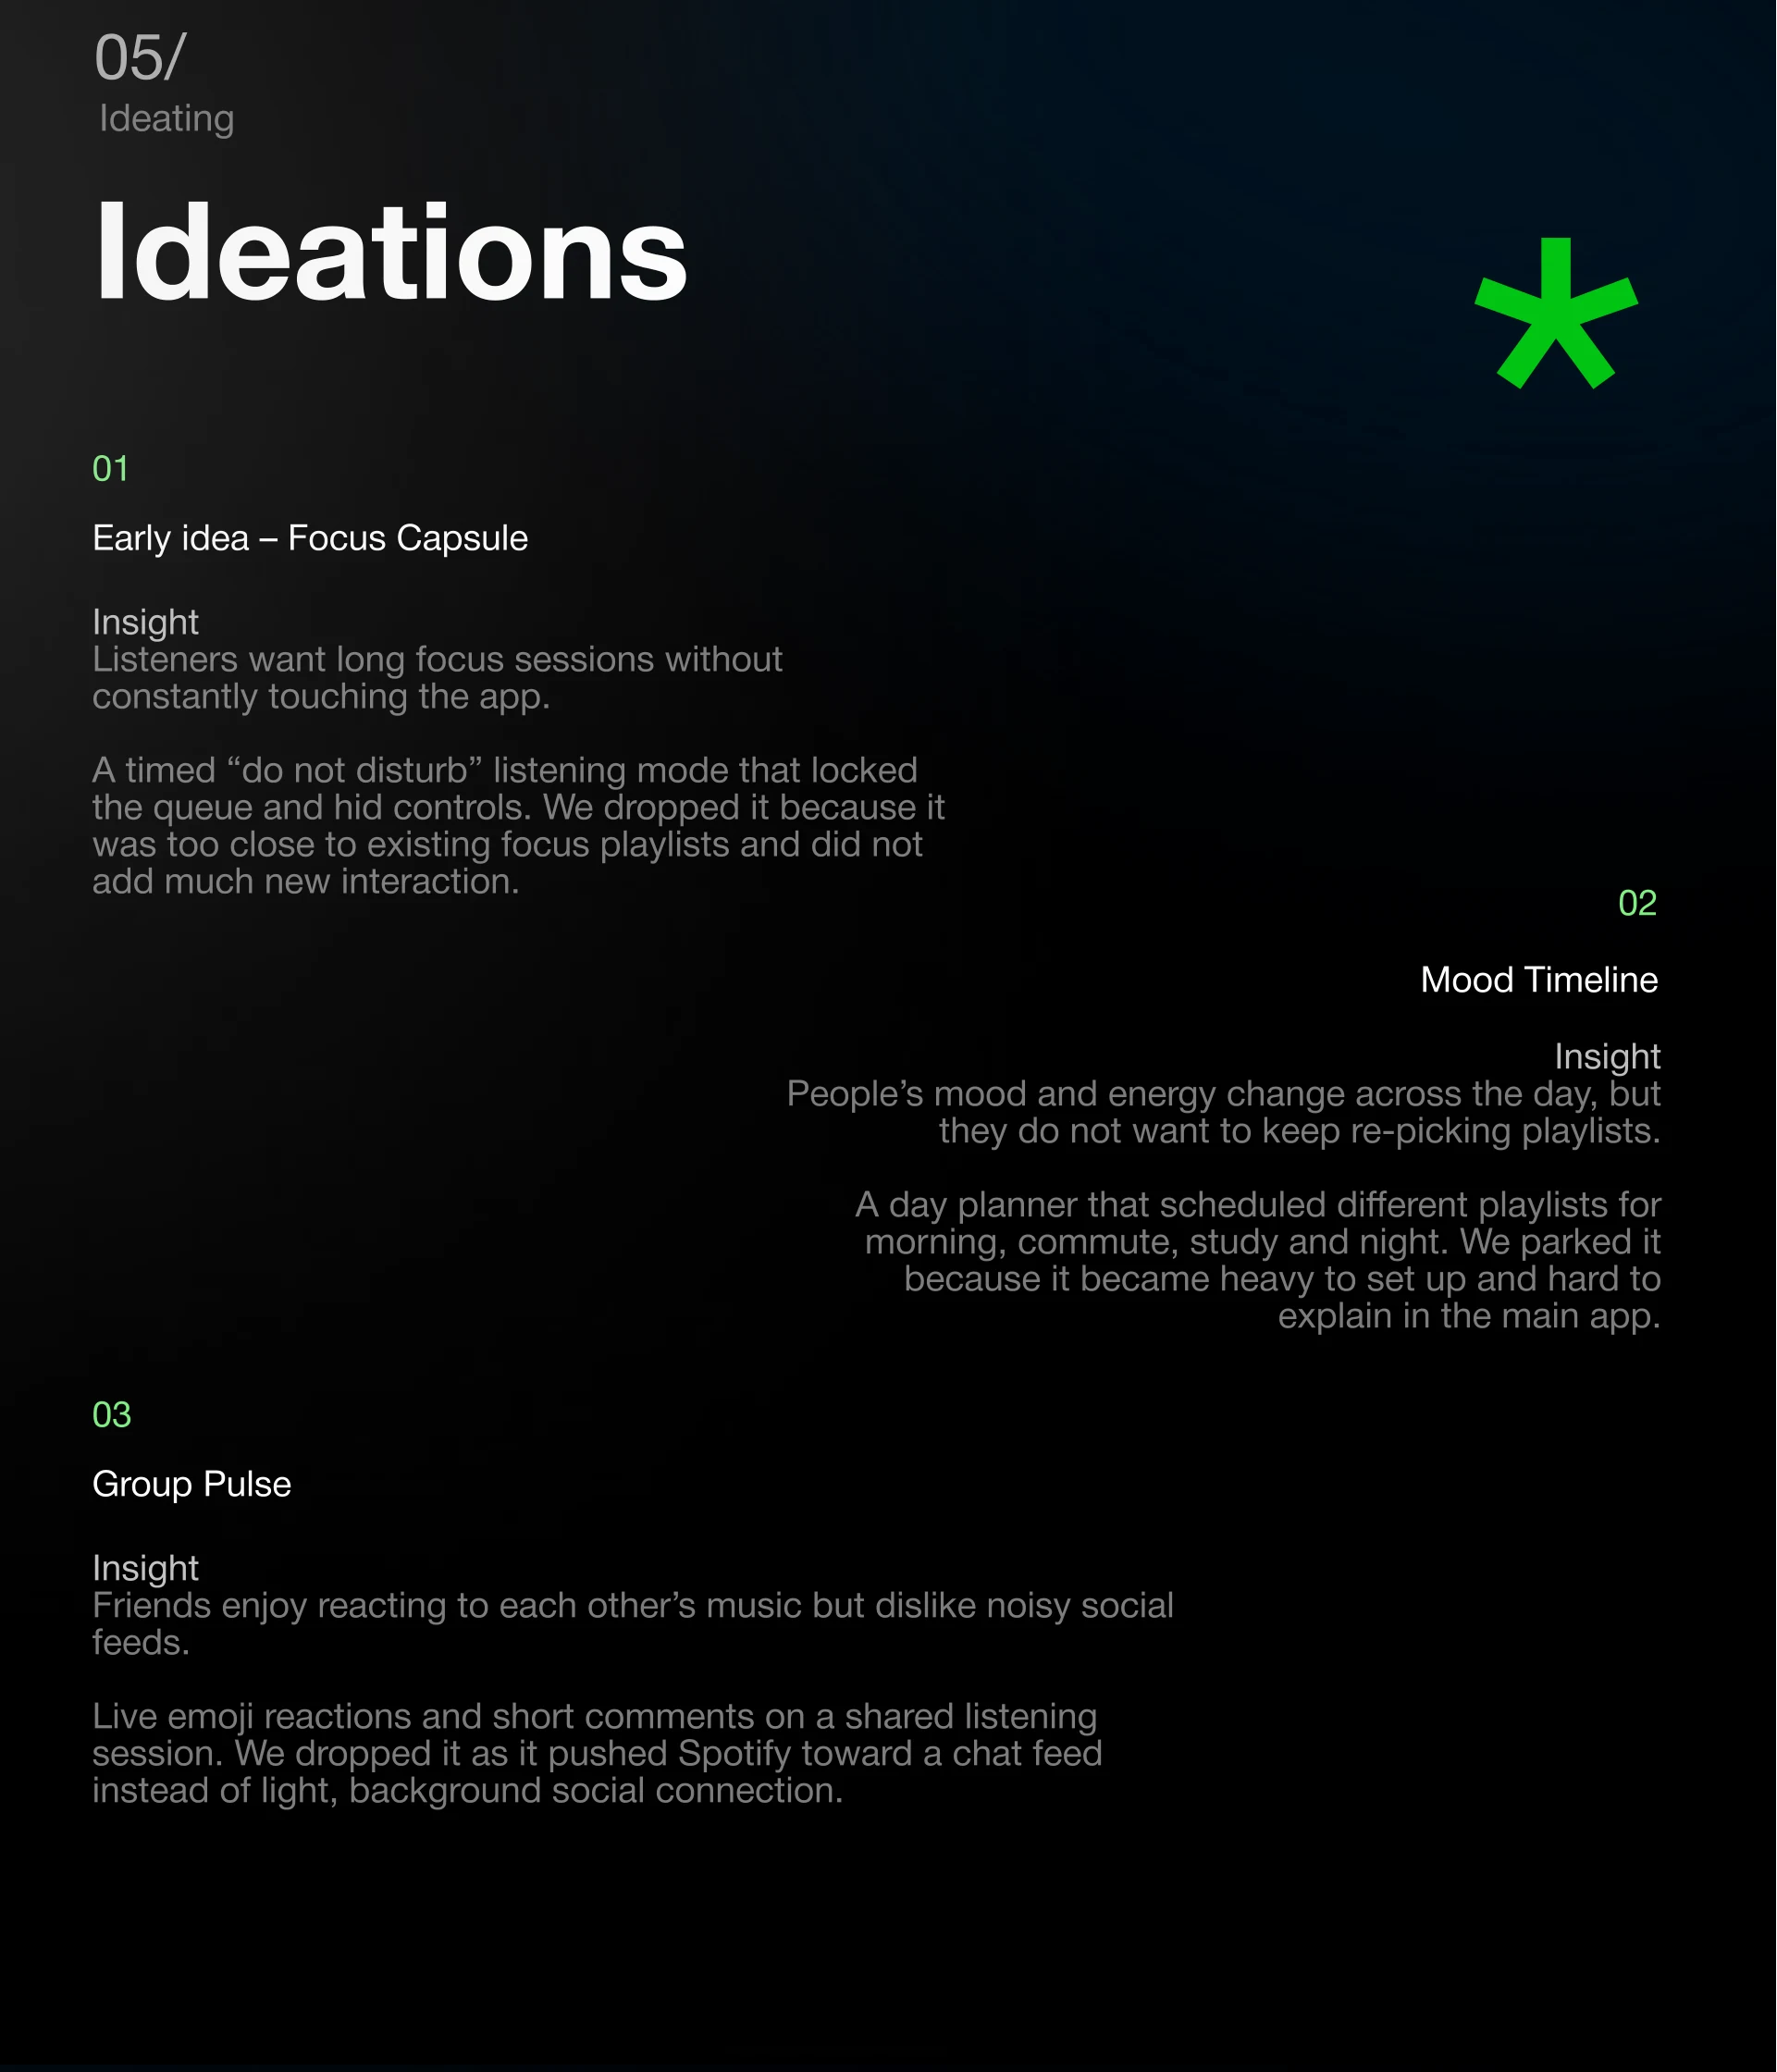 05/
Ideating
Ideations
01
Early idea – Focus Capsule
Insight
Listeners want long focus sessions without
constantly touching the app.
A timed “do not disturb” listening mode that locked
the queue and hid controls. We dropped it because it
was too close to existing focus playlists and did not
add much new interaction.
02
Mood Timeline
Insight
People’s mood and energy change across the day, but
they do not want to keep re-picking playlists.
A day planner that scheduled different playlists for
morning, commute, study and night. We parked it
because it became heavy to set up and hard to
explain in the main app.
03
Group Pulse
Insight
Friends enjoy reacting to each other’s music but dislike noisy social
feeds.
Live emoji reactions and short comments on a shared listening
session. We dropped it as it pushed Spotify toward a chat feed
instead of light, background social connection.